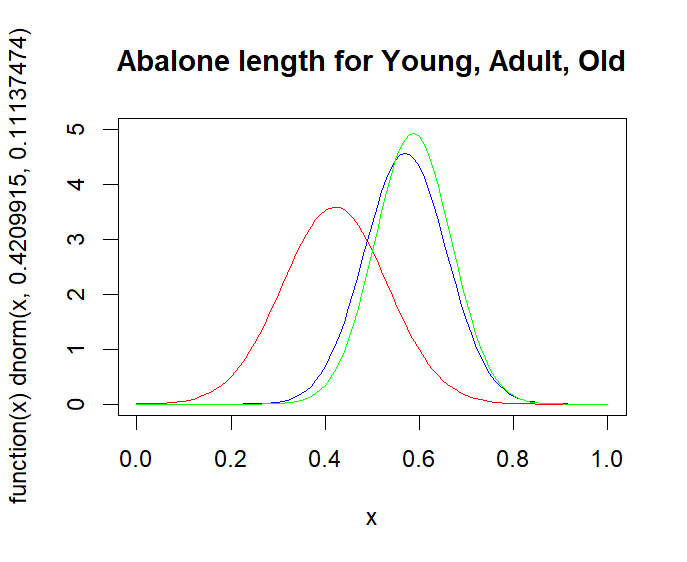 Abalone length for Young, Adult, Old
function(x) dnorm(x, 0.4209915, 0.11137474)
5
4
3
2
1
0
0.0 0.2 0.4 0.6 0.8 1.0
x